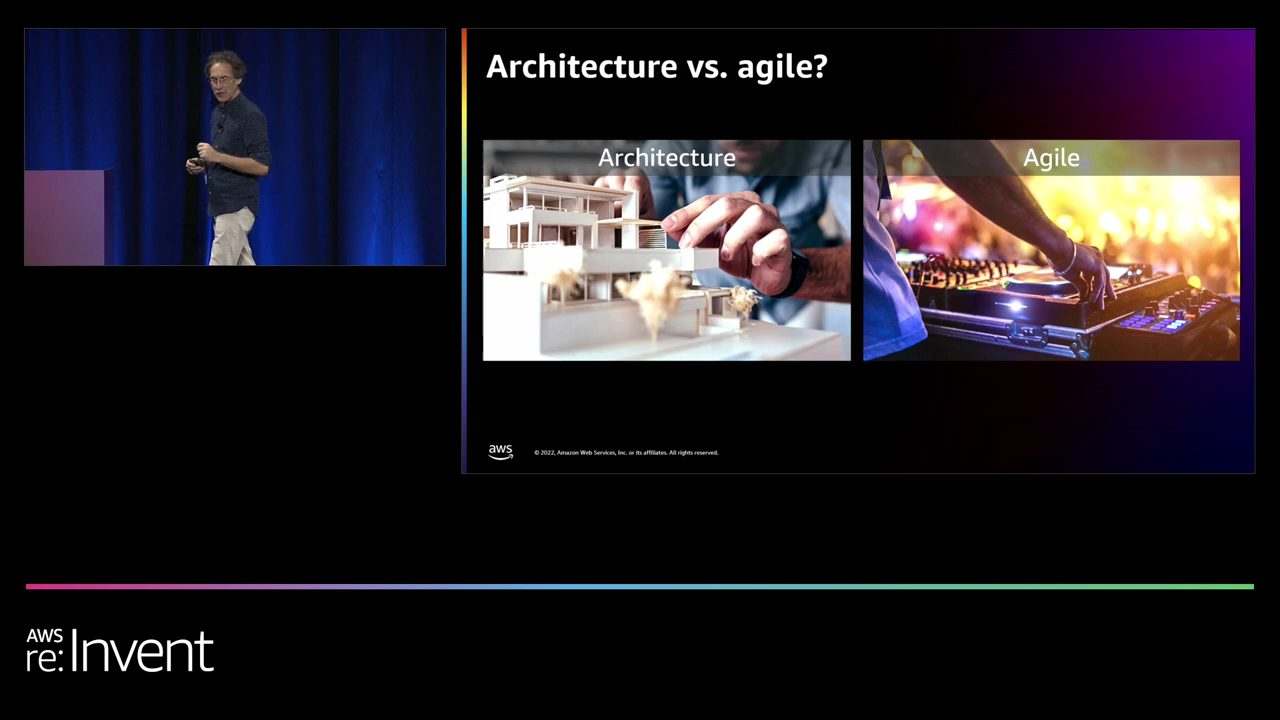 Architecture vs. agile?
Architecture
Agile
aws
© 2022, Amazon Web Services, Inc. or its affiliates. All rights reserved.
AWS
re:Invent